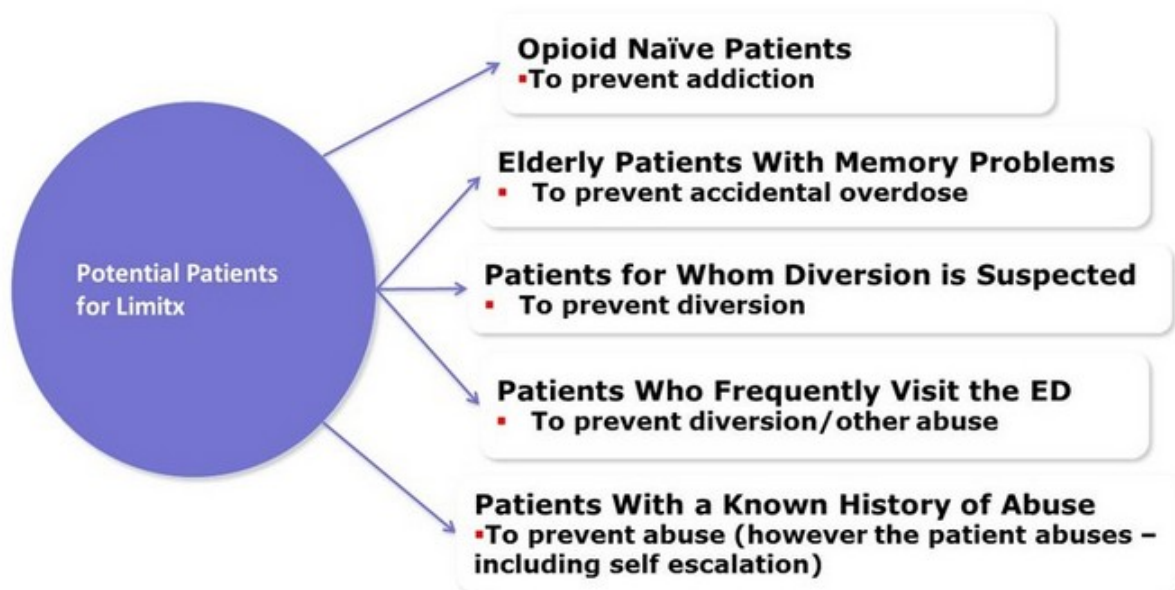 Potential Patients
for Limitx
Opioid Naïve Patients
▪To prevent addiction
Elderly Patients With Memory Problems
▪ To prevent accidental overdose
Patients for Whom Diversion is Suspected
▪ To prevent diversion
Patients Who Frequently Visit the ED
▪ To prevent diversion/other abuse
Patients With a Known History of Abuse
▪To prevent abuse (however the patient abuses –
including self escalation)